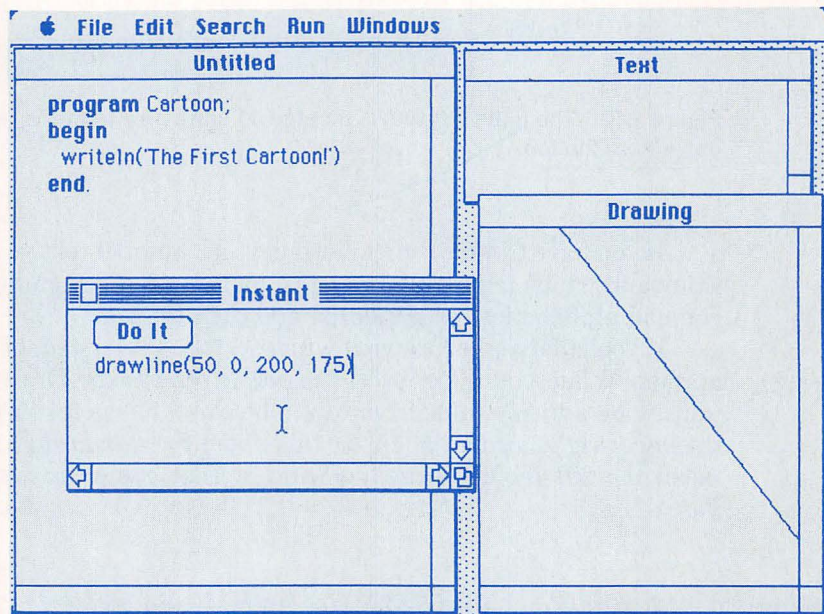 File Edit Search Run Windows
Untitled
program Cartoon;
begin
writeln('The First Cartoon!')
end.
Text
Drawing
Instant
Do It
drawline(50, 0, 200, 175)